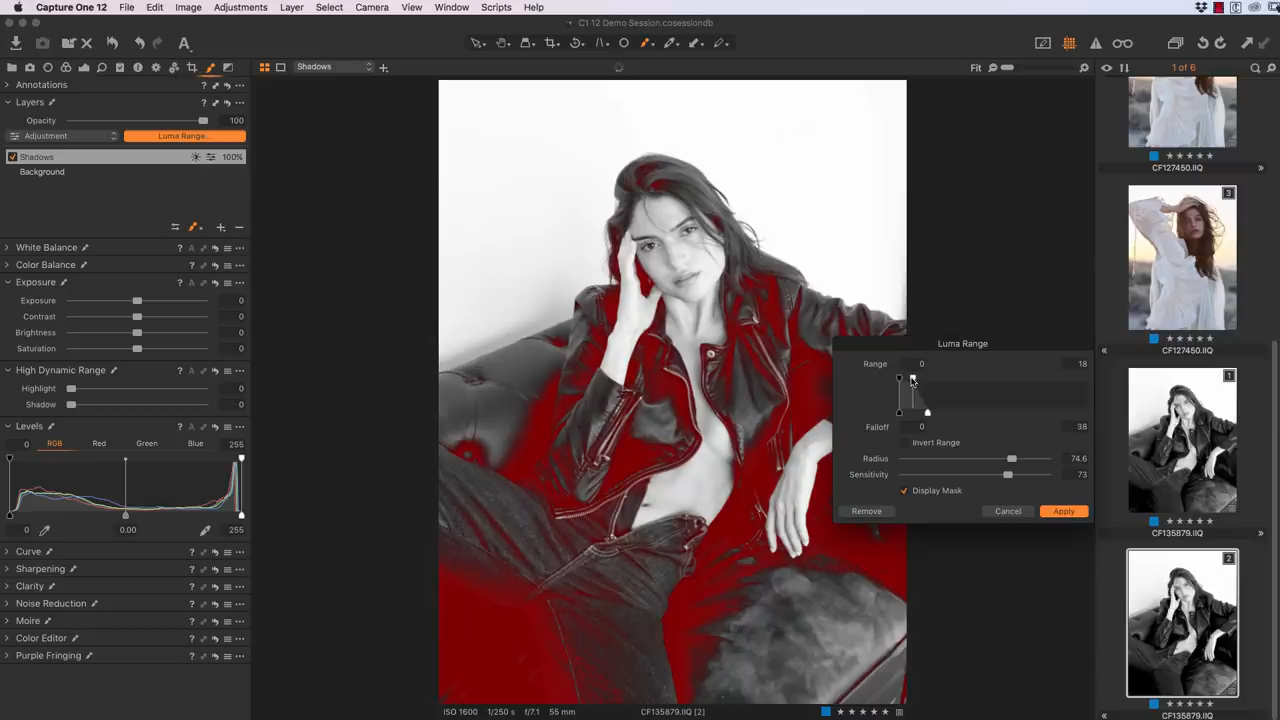 Capture One 12 File Edit Image Adjustments Layer Select Camera View Window Scripts Help
C1 12 Demo Session.cosessiondb
Shadows
Fit
1 of 6
Annotations
Layers
Opacity 100
Adjustment Luma Range...
Shadows 100%
Background
White Balance
Color Balance
Exposure
Exposure 0
Contrast 0
Brightness 0
Saturation 0
High Dynamic Range
Highlight 0
Shadow 0
Levels
0 RGB Red Green Blue 255
0 0.00 255
Curve
Sharpening
Clarity
Noise Reduction
Moire
Color Editor
Purple Fringing
Luma Range
Range 0 18
Falloff 0 38
Invert Range
Radius 74.6
Sensitivity 73
Display Mask
Remove Cancel Apply
ISO 1600 1/250 s f/7.1 55 mm CF135879.IIQ [2]
CF127450.IIQ
3
CF127450.IIQ
1
CF135879.IIQ
2
CF135879.IIQ